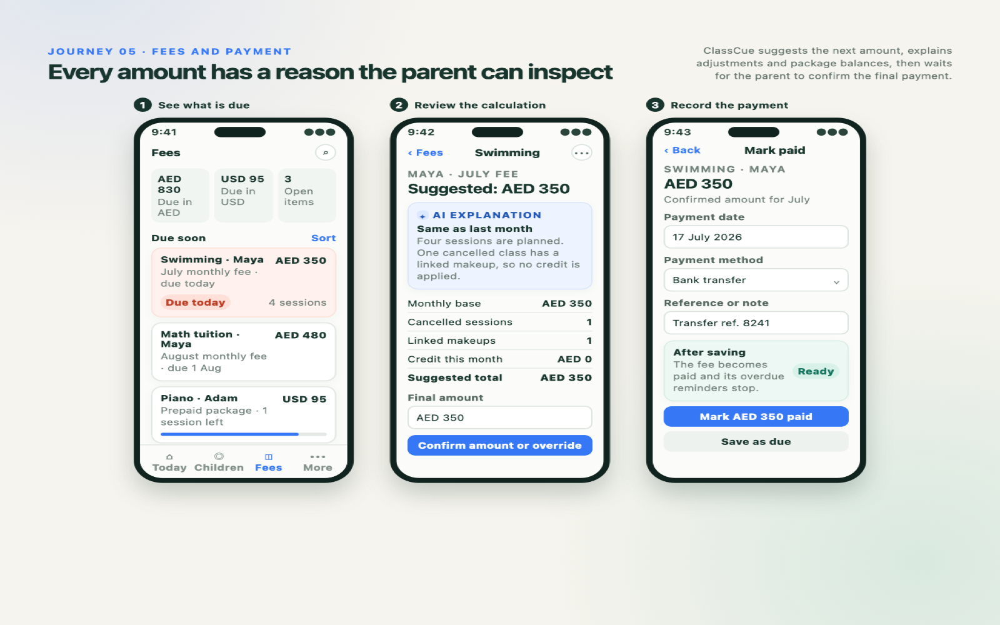 JOURNEY 05 · FEES AND PAYMENT
Every amount has a reason the parent can inspect
ClassCue suggests the next amount, explains
adjustments and package balances, then waits
for the parent to confirm the final payment.
1 See what is due
9:41
Fees
AED
830
Due in
AED
USD 95
Due in
USD
3
Open
items
Due soon
Sort
Swimming · Maya
AED 350
July monthly fee ·
due today
Due today
4 sessions
Math tuition ·
Maya
AED 480
August monthly fee
· due 1 Aug
Piano · Adam
USD 95
Prepaid package · 1
session left
Today
Children
Fees
More
2 Review the calculation
9:42
‹ Fees
Swimming
MAYA · JULY FEE
Suggested: AED 350
AI EXPLANATION
Same as last month
Four sessions are planned.
One cancelled class has a
linked makeup, so no credit is
applied.
Monthly base AED 350
Cancelled sessions 1
Linked makeups 1
Credit this month AED 0
Suggested total AED 350
Final amount
AED 350
Confirm amount or override
3 Record the payment
9:43
‹ Back
Mark paid
SWIMMING · MAYA
AED 350
Confirmed amount for July
Payment date
17 July 2026
Payment method
Bank transfer
Reference or note
Transfer ref. 8241
After saving
The fee becomes
paid and its overdue
reminders stop.
Ready
Mark AED 350 paid
Save as due